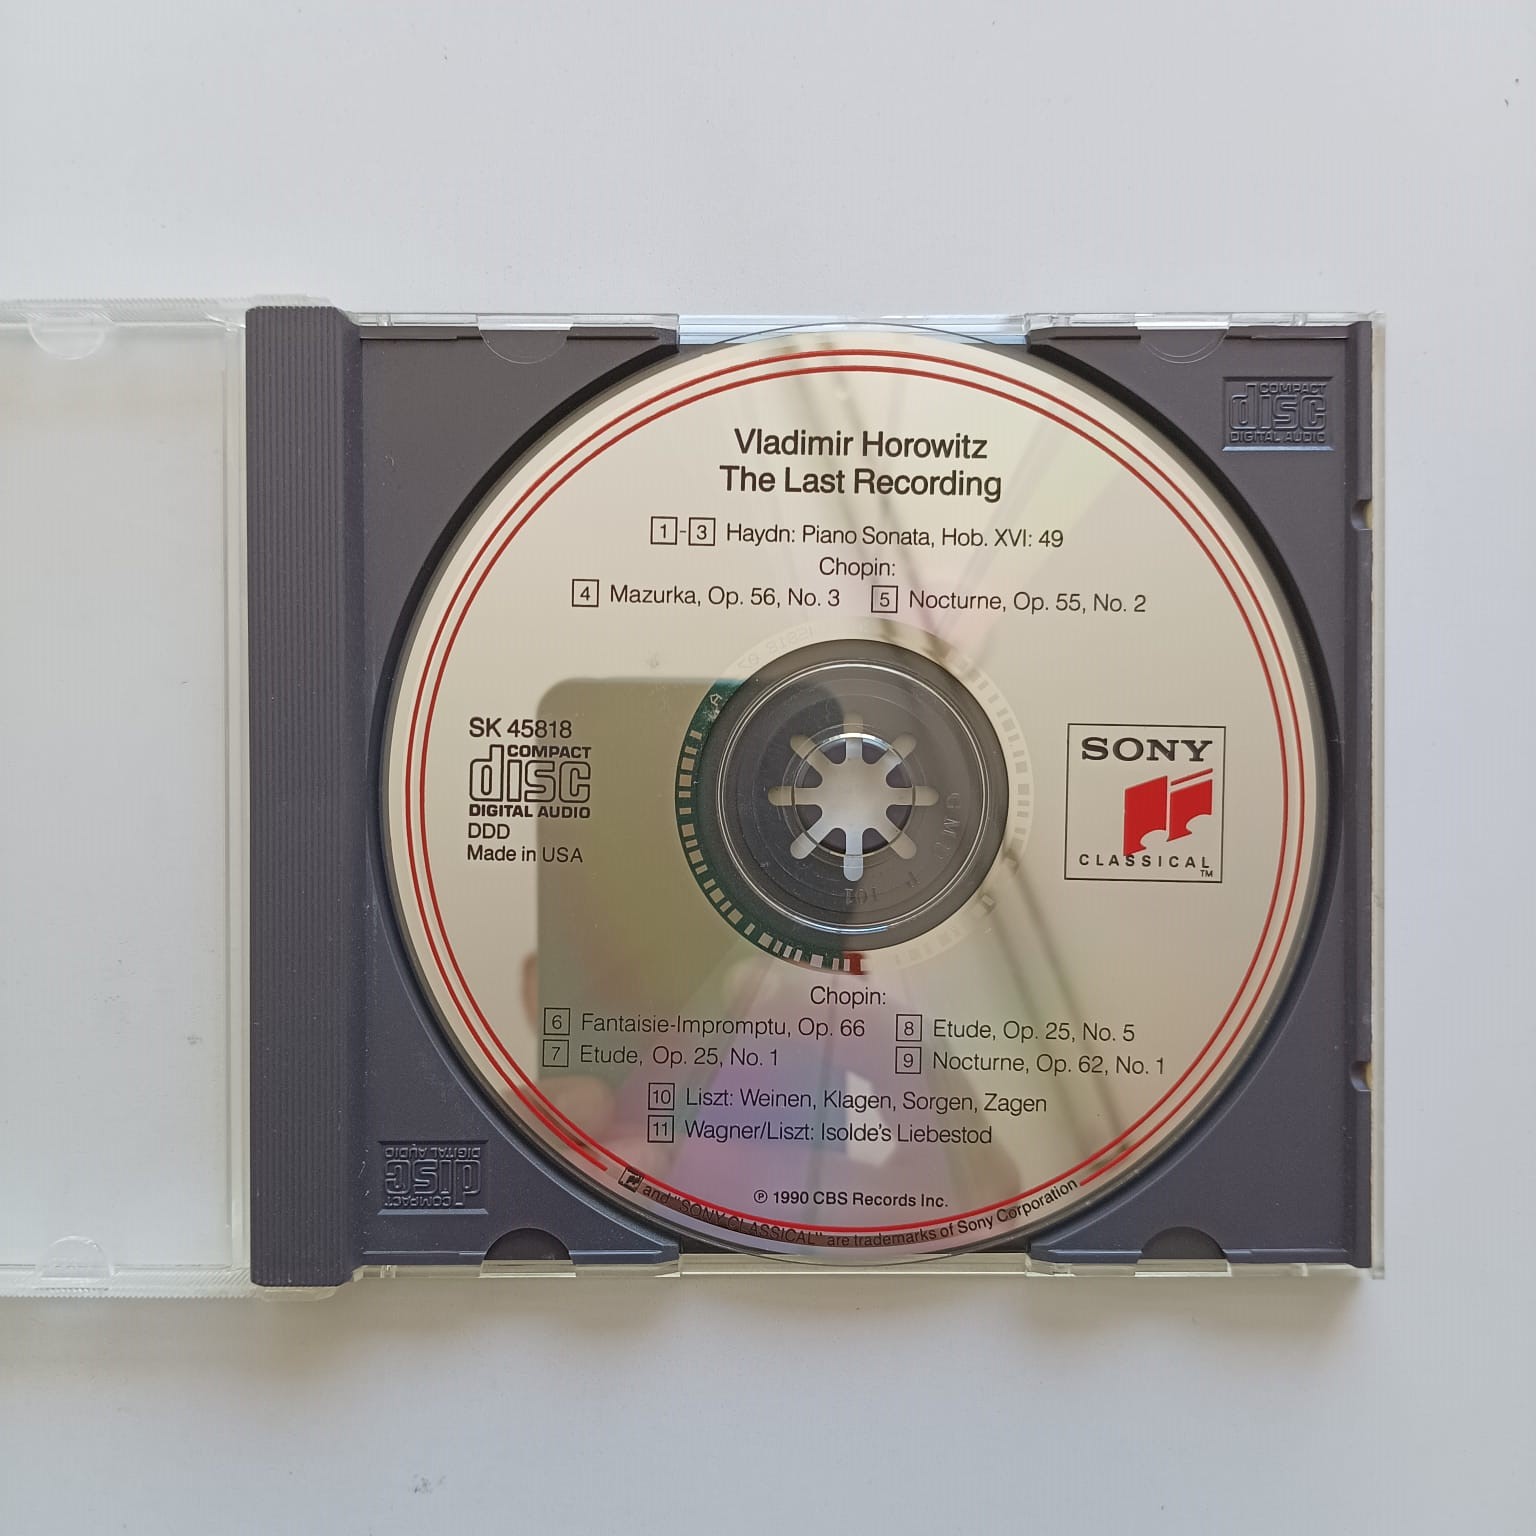 Vladimir Horowitz
The Last Recording
1-3 Haydn: Piano Sonata, Hob. XVI: 49
Chopin:
4 Mazurka, Op. 56, No. 3 5 Nocturne, Op. 55, No. 2
SK 45818
COMPACT
disc
DIGITAL AUDIO
DDD
Made in USA
SONY
CLASSICAL
TM
Chopin:
6 Fantaisie-Impromptu, Op. 66 8 Etude, Op. 25, No. 5
7 Etude, Op. 25, No. 1 9 Nocturne, Op. 62, No. 1
10 Liszt: Weinen, Klagen, Sorgen, Zagen
11 Wagner/Liszt: Isolde's Liebestod
℗ 1990 CBS Records Inc.
and "SONY CLASSICAL" are trademarks of Sony Corporation
COMPACT
disc
DIGITAL AUDIO
COMPACT
disc
DIGITAL AUDIO